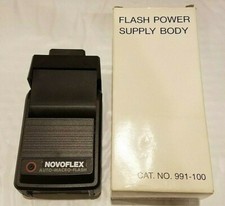 FLASH POWER
SUPPLY BODY
NOVOFLEX
AUTO-MACRO-FLASH
CAT. NO. 991-100